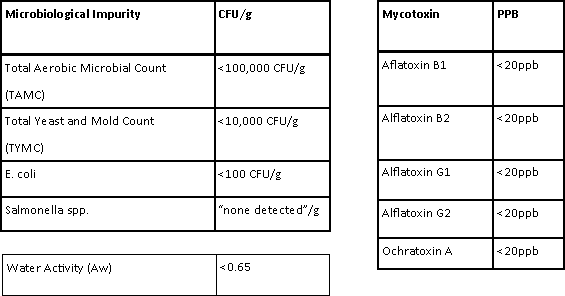 Microbiological Impurity CFU/g
Total Aerobic Microbial Count <100,000 CFU/g
(TAMC)
Total Yeast and Mold Count <10,000 CFU/g
(TYMC)
E. coli <100 CFU/g
Salmonella spp. “none detected”/g
Water Activity (Aw) <0.65
Mycotoxin PPB
Aflatoxin B1 <20ppb
Alflatoxin B2 <20ppb
Alflatoxin G1 <20ppb
Alflatoxin G2 <20ppb
Ochratoxin A <20ppb